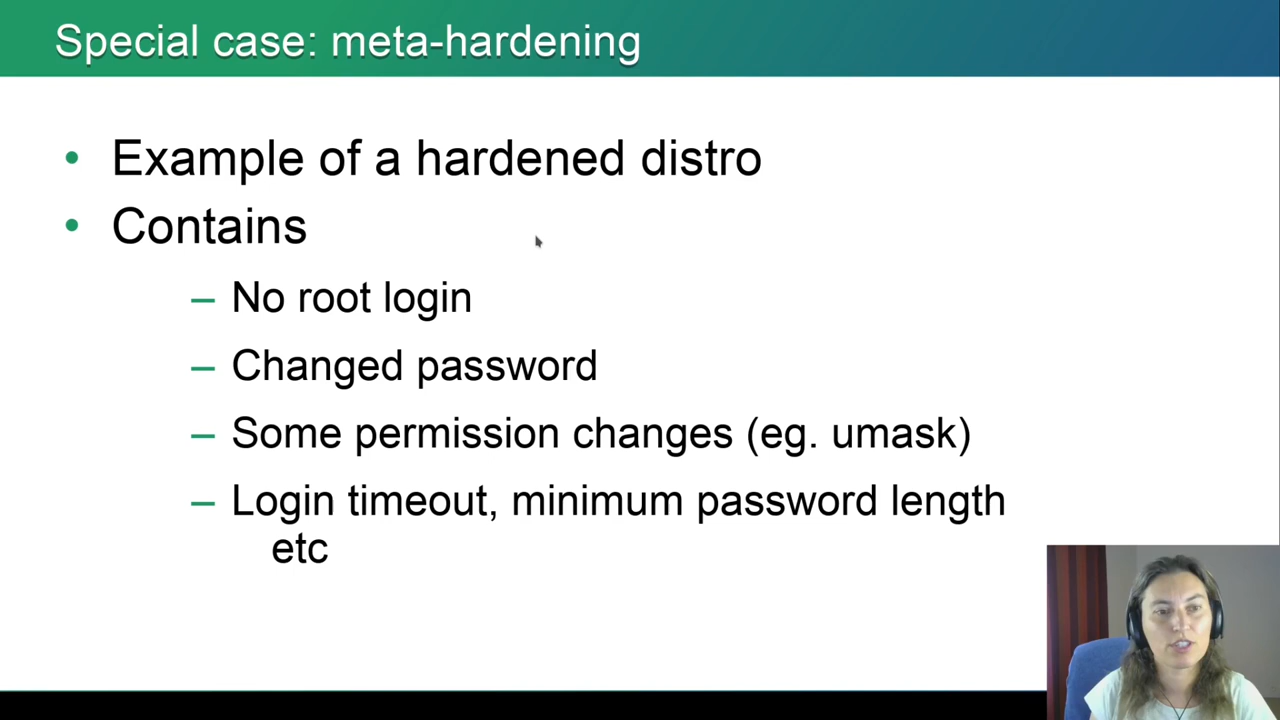 Special case: meta-hardening
• Example of a hardened distro
• Contains
– No root login
– Changed password
– Some permission changes (eg. umask)
– Login timeout, minimum password length
etc